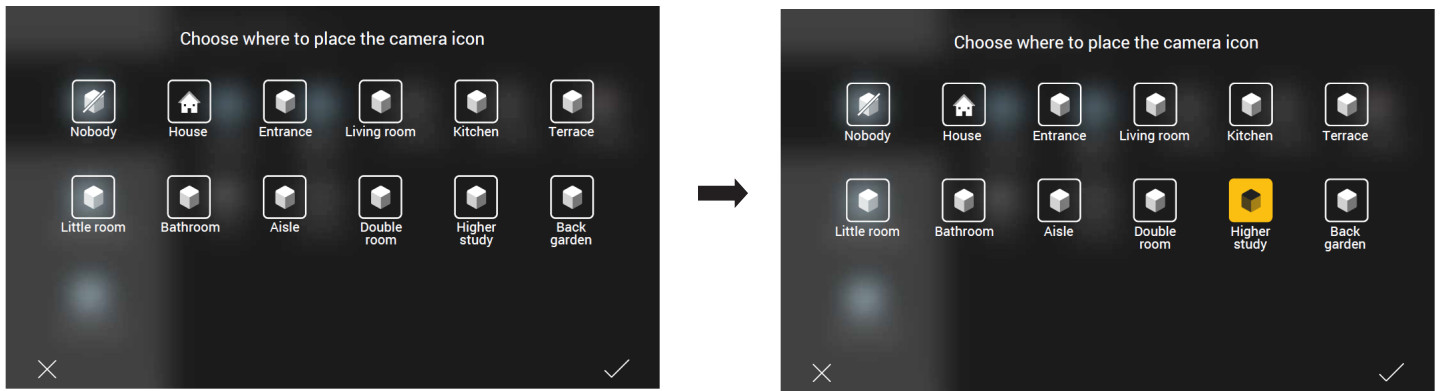 Choose where to place the camera icon
Nobody House Entrance Living room Kitchen Terrace
Little room Bathroom Aisle Double room Higher study Back garden
Choose where to place the camera icon
Nobody House Entrance Living room Kitchen Terrace
Little room Bathroom Aisle Double room Higher study Back garden